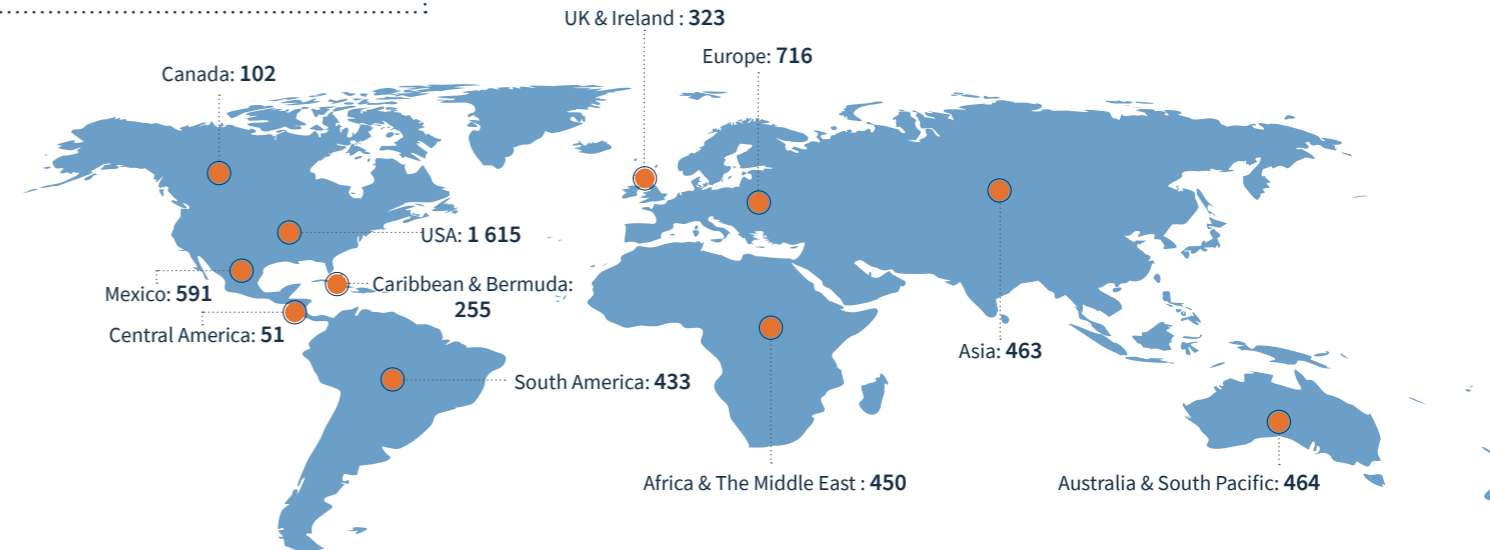 UK & Ireland : 323
Europe: 716
Canada: 102
USA: 1 615
Caribbean & Bermuda:
255
Mexico: 591
Central America: 51
Asia: 463
South America: 433
Africa & The Middle East : 450
Australia & South Pacific: 464